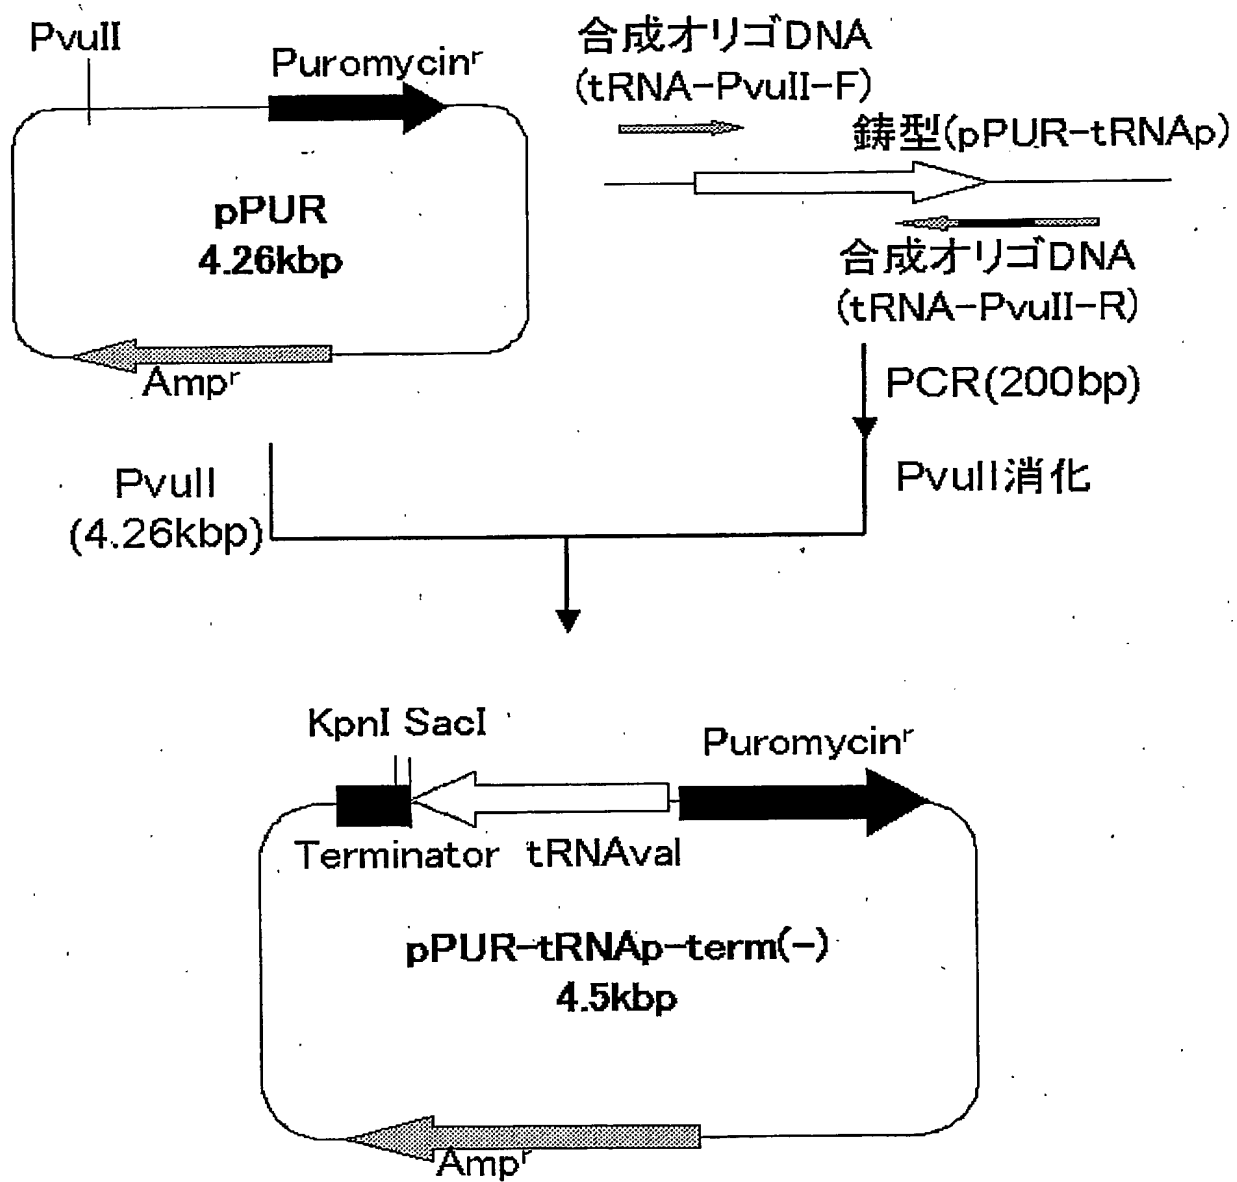 PvuII
Puromycinʳ
pPUR
4.26kbp
Ampʳ
合成オリゴDNA
(tRNA-PvuII-F)
鋳型(pPUR-tRNAp)
合成オリゴDNA
(tRNA-PvuII-R)
PCR(200bp)
PvuII
(4.26kbp)
PvuII消化
KpnI SacI
Puromycinʳ
Terminator tRNAval
pPUR-tRNAp-term(-)
4.5kbp
Ampʳ